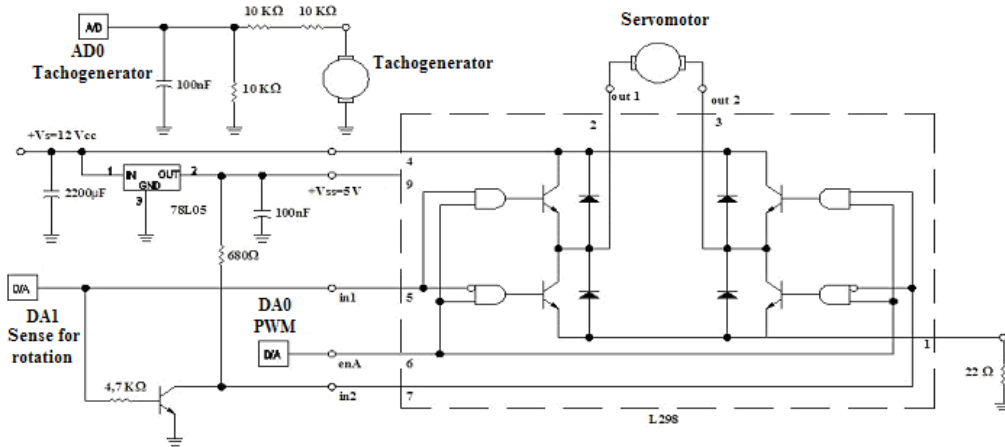 10 KΩ 10 KΩ
A/D
AD0
Tachogenerator
100nF
10 KΩ
Tachogenerator
Servomotor
out 1
out 2
2
3
+Vs=12 Vcc
4
1
IN
OUT
2
GND
3
78L05
9
+Vss=5V
2200µF
100nF
680Ω
D/A
DA1
Sense for
rotation
in1
5
DA0
PWM
D/A
enA
6
1
22 Ω
4,7 KΩ
in2
7
L298